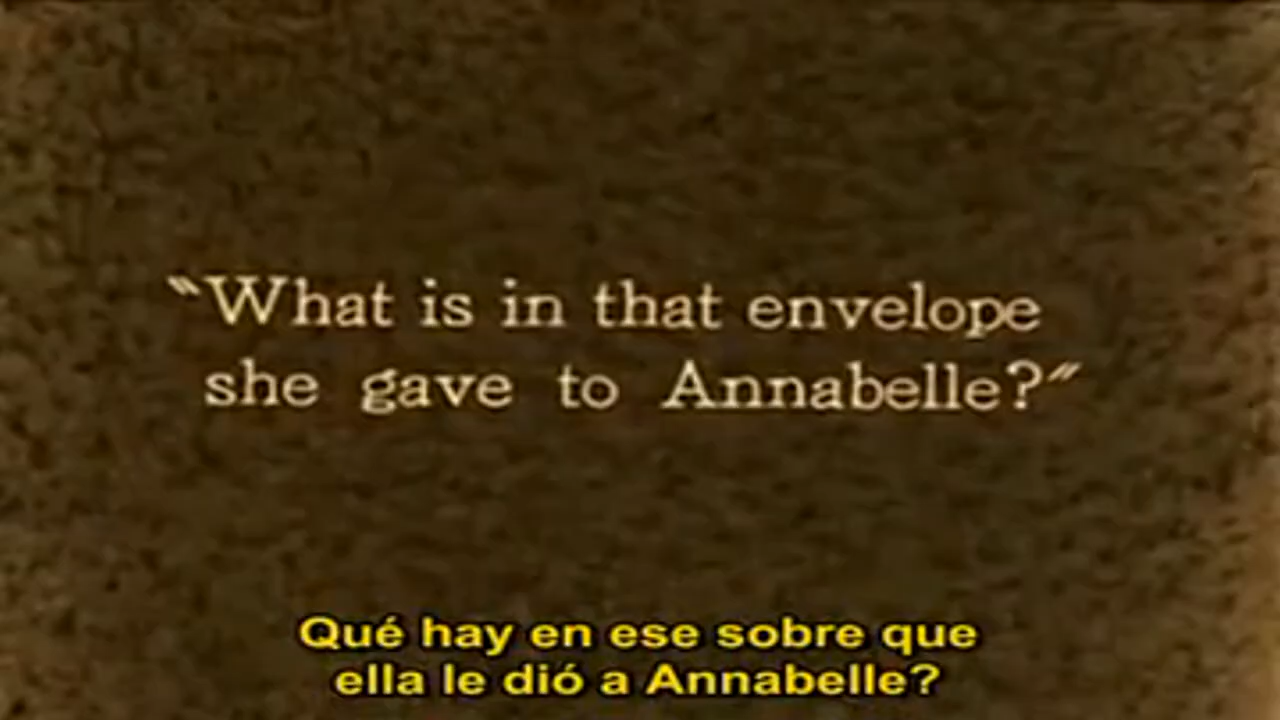 "What is in that envelope
she gave to Annabelle?"
Qué hay en ese sobre que
ella le dió a Annabelle?